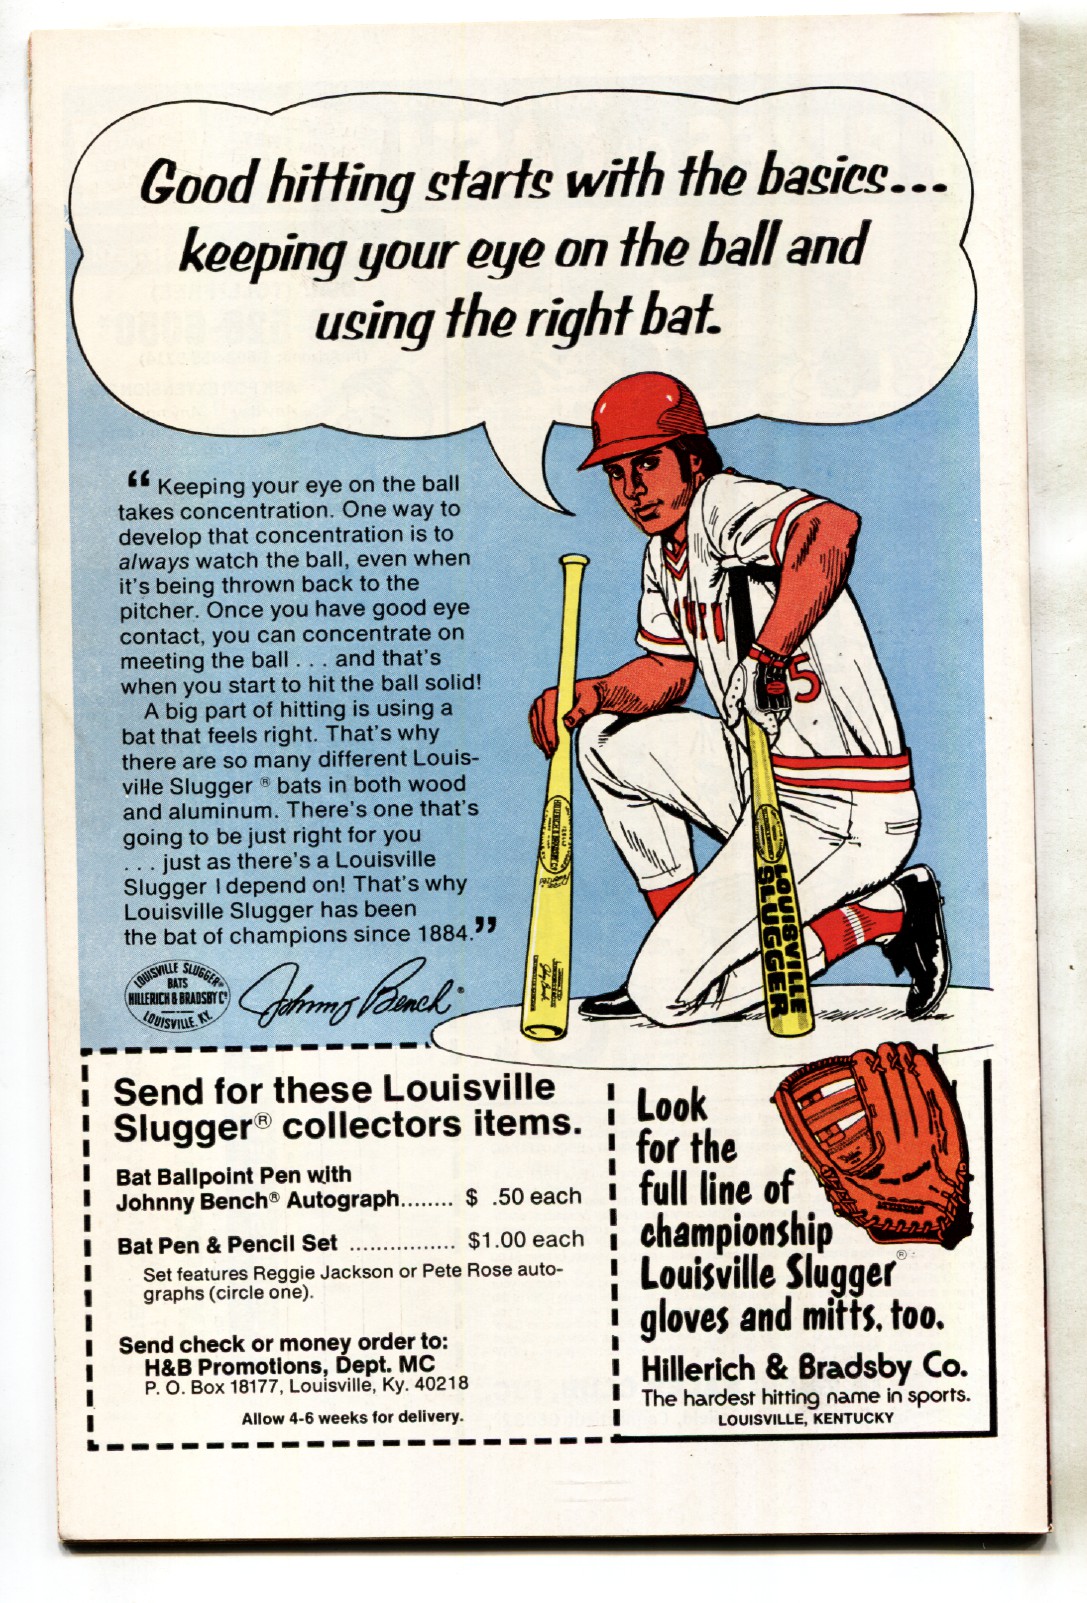 Good hitting starts with the basics...
keeping your eye on the ball and
using the right bat.
“ Keeping your eye on the ball
takes concentration. One way to
develop that concentration is to
always watch the ball, even when
it's being thrown back to the
pitcher. Once you have good eye
contact, you can concentrate on
meeting the ball . . . and that's
when you start to hit the ball solid!
A big part of hitting is using a
bat that feels right. That's why
there are so many different Louis-
ville Slugger ® bats in both wood
and aluminum. There's one that's
going to be just right for you
. . . just as there's a Louisville
Slugger I depend on! That's why
Louisville Slugger has been
the bat of champions since 1884.”
LOUISVILLE SLUGGER®
BATS
HILLERICH & BRADSBY Cº
LOUISVILLE. KY.
Johnny Bench®
5
LOUISVILLE
SLUGGER
Send for these Louisville
Slugger® collectors items.
Bat Ballpoint Pen with
Johnny Bench® Autograph........ $ .50 each
Bat Pen & Pencil Set ................ $1.00 each
Set features Reggie Jackson or Pete Rose auto-
graphs (circle one).
Send check or money order to:
H&B Promotions, Dept. MC
P. O. Box 18177, Louisville, Ky. 40218
Allow 4-6 weeks for delivery.
Look
for the
full line of
championship
Louisville Slugger®
gloves and mitts, too.
Hillerich & Bradsby Co.
The hardest hitting name in sports.
LOUISVILLE, KENTUCKY